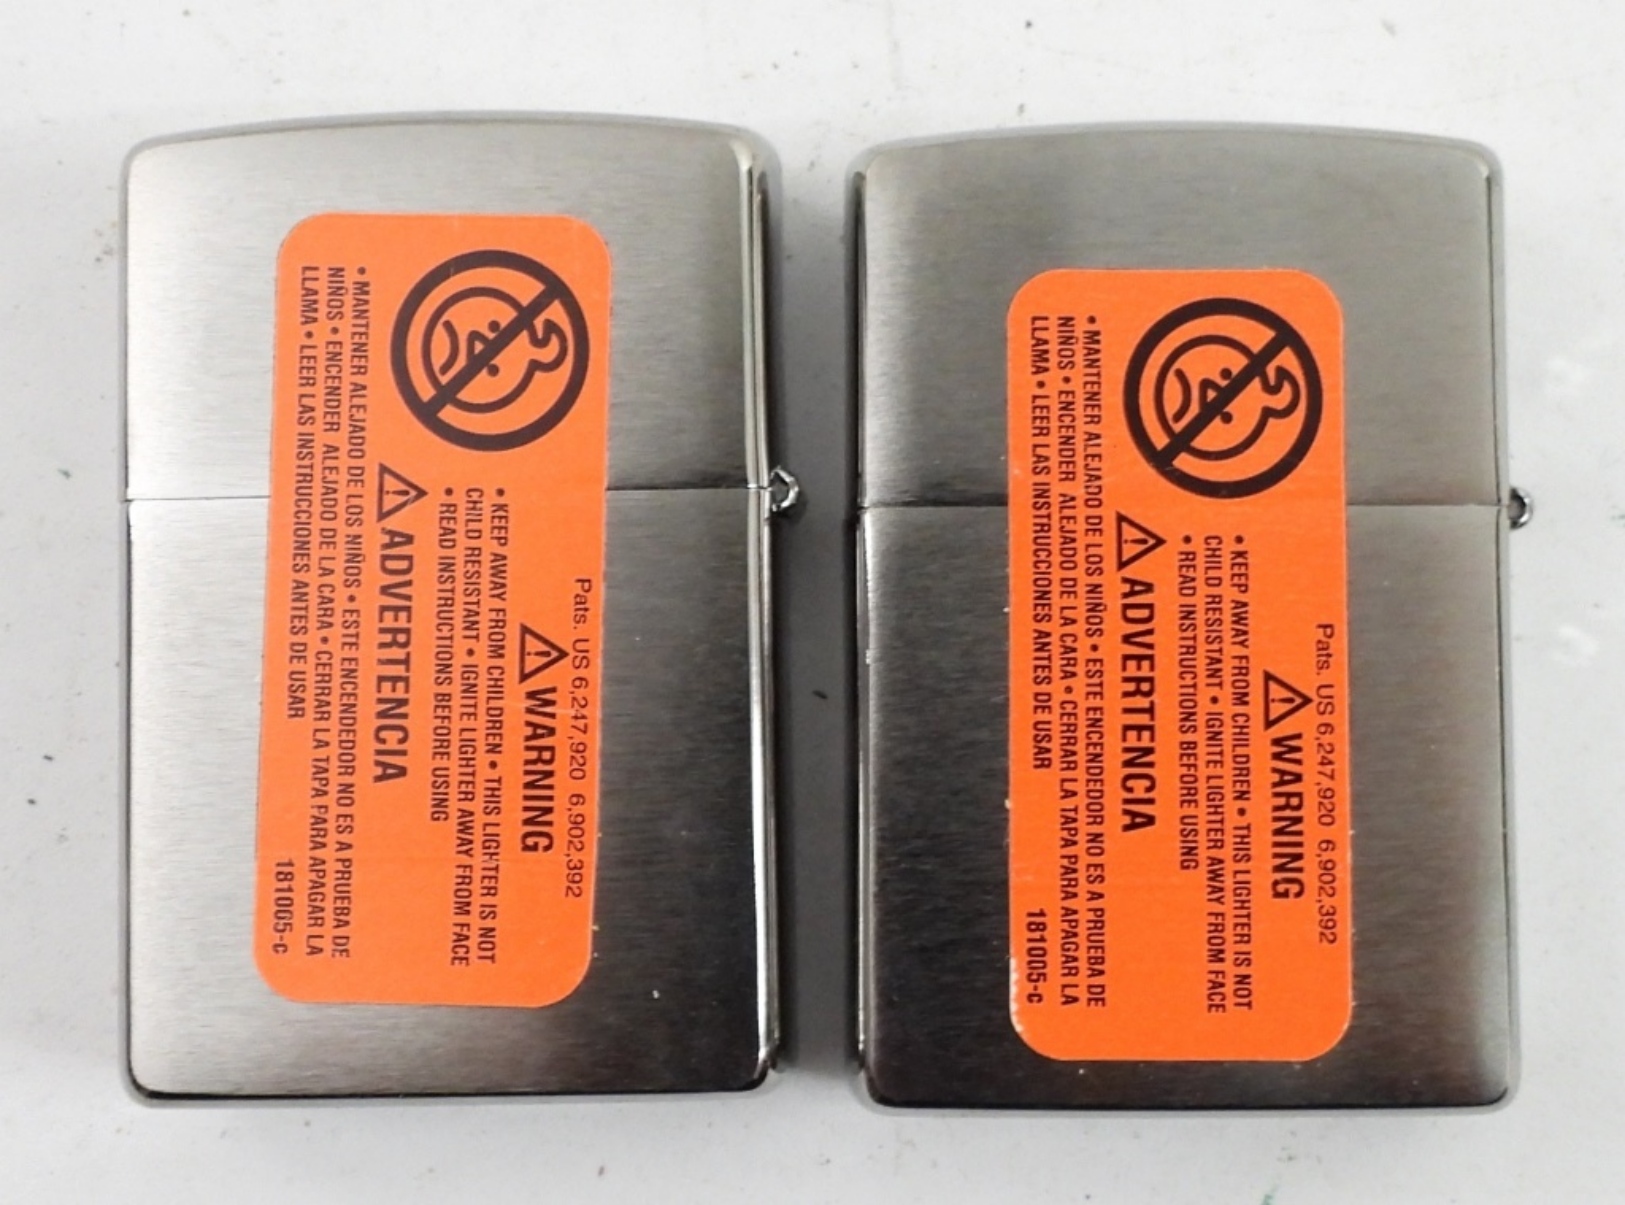 Pats. US 6,247,920 6,902,392
WARNING
• KEEP AWAY FROM CHILDREN • THIS LIGHTER IS NOT
CHILD RESISTANT • IGNITE LIGHTER AWAY FROM FACE
• READ INSTRUCTIONS BEFORE USING
ADVERTENCIA
• MANTENER ALEJADO DE LOS NIÑOS • ESTE ENCENDEDOR NO ES A PRUEBA DE
NIÑOS • ENCENDER ALEJADO DE LA CARA • CERRAR LA TAPA PARA APAGAR LA
LLAMA • LEER LAS INSTRUCCIONES ANTES DE USAR
181005-c
Pats. US 6,247,920 6,902,392
WARNING
• KEEP AWAY FROM CHILDREN • THIS LIGHTER IS NOT
CHILD RESISTANT • IGNITE LIGHTER AWAY FROM FACE
• READ INSTRUCTIONS BEFORE USING
ADVERTENCIA
• MANTENER ALEJADO DE LOS NIÑOS • ESTE ENCENDEDOR NO ES A PRUEBA DE
NIÑOS • ENCENDER ALEJADO DE LA CARA • CERRAR LA TAPA PARA APAGAR LA
LLAMA • LEER LAS INSTRUCCIONES ANTES DE USAR
181005-c